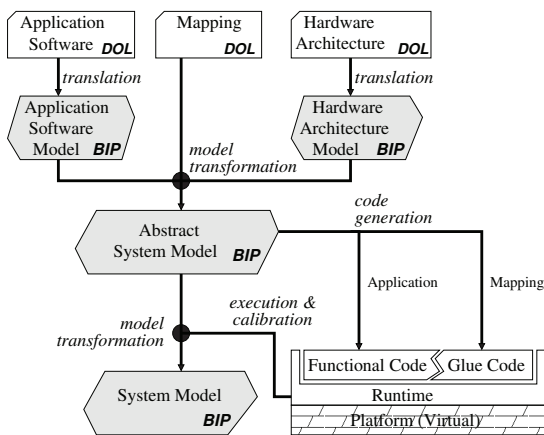 Application
Software DOL
Mapping
DOL
Hardware
Architecture DOL
translation
translation
Application
Software
Model BIP
Hardware
Architecture
Model BIP
model
transformation
Abstract
System Model BIP
code
generation
Application
Mapping
model
transformation
execution &
calibration
System Model
BIP
Functional Code
Glue Code
Runtime
Platform (Virtual)